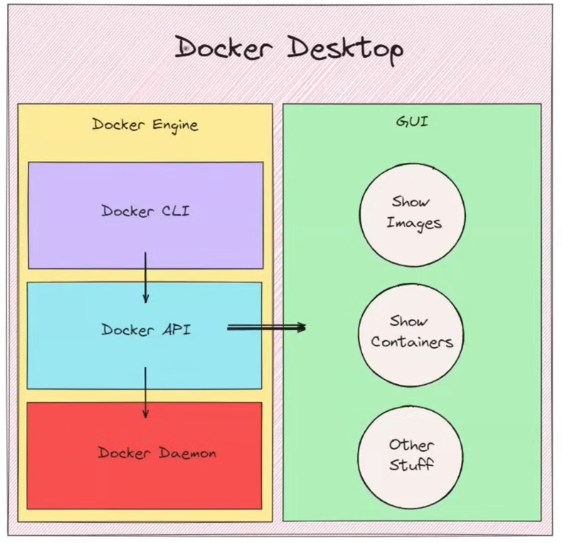 Docker Desktop
Docker Engine
Docker CLI
Docker API
Docker Daemon
GUI
Show
Images
Show
Containers
Other
Stuff